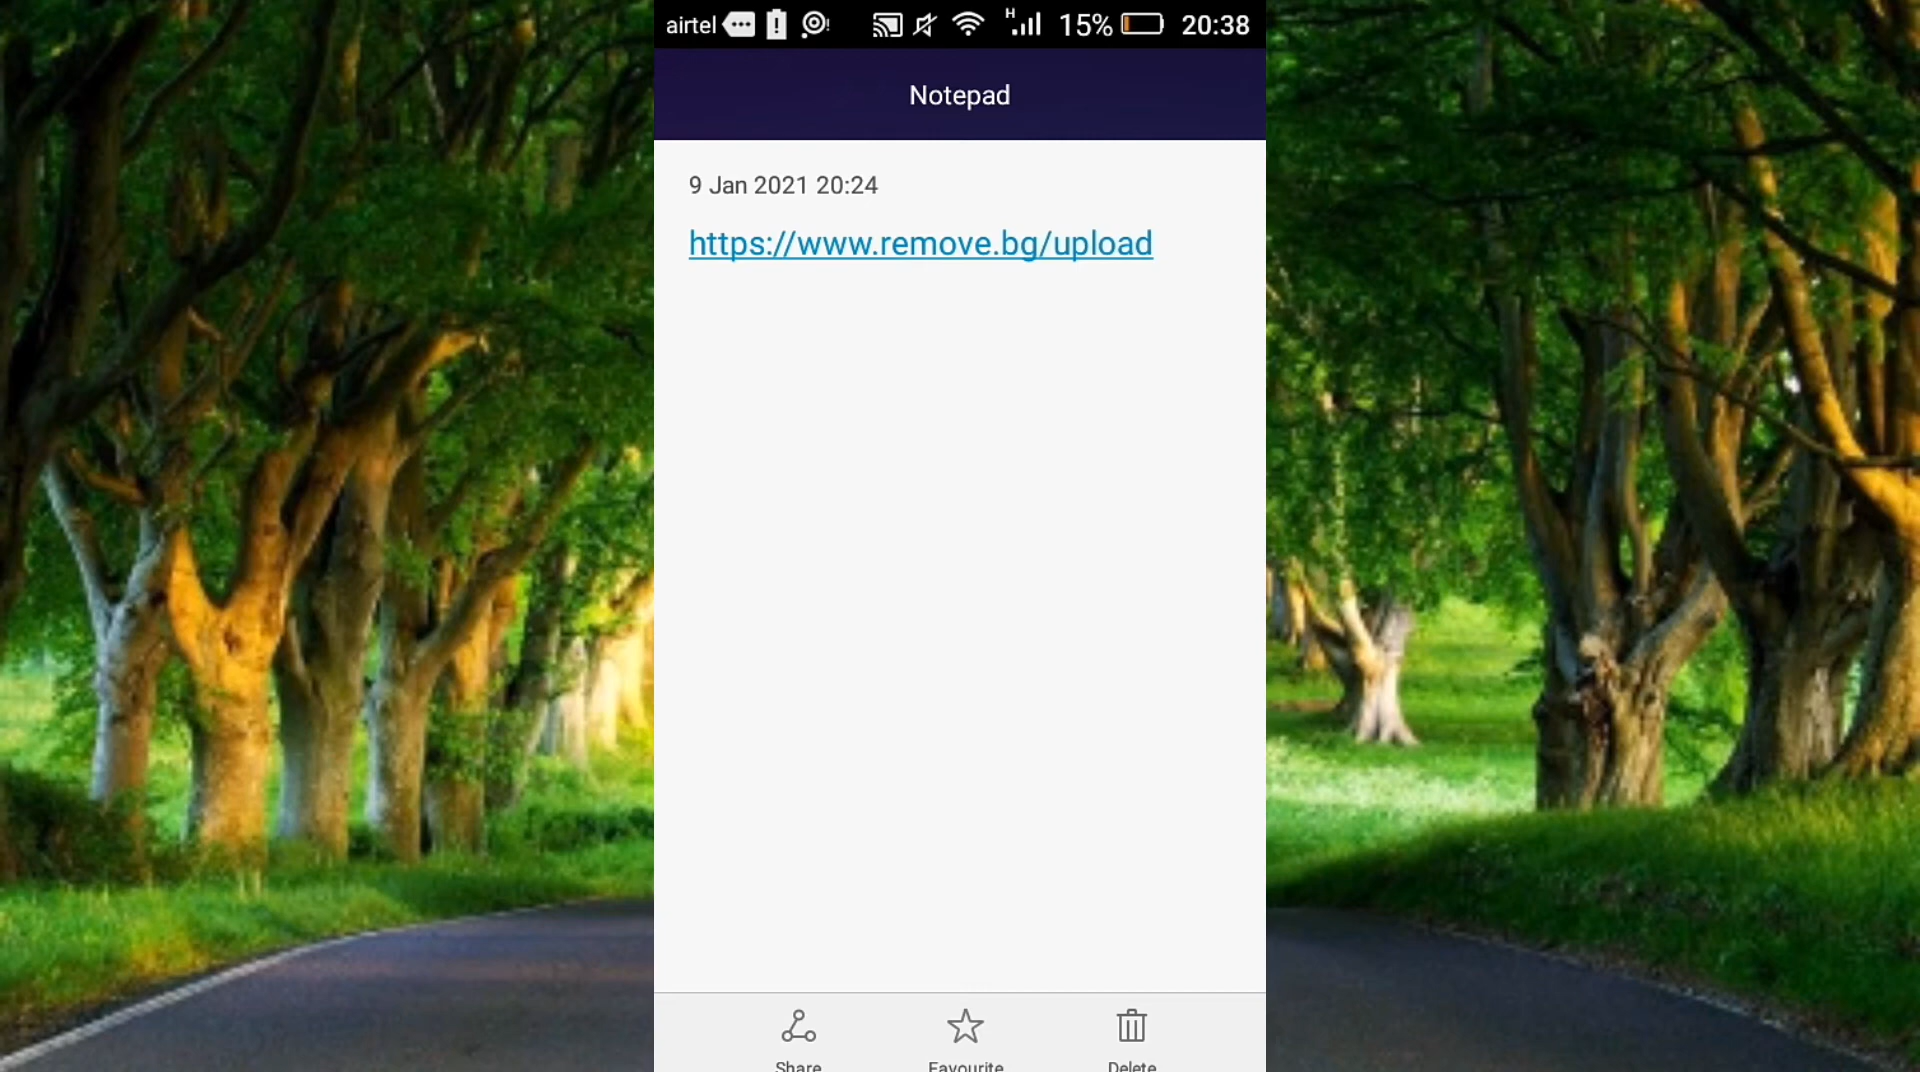 airtel 15% 20:38
Notepad
9 Jan 2021 20:24
https://www.remove.bg/upload
Share Favourite Delete